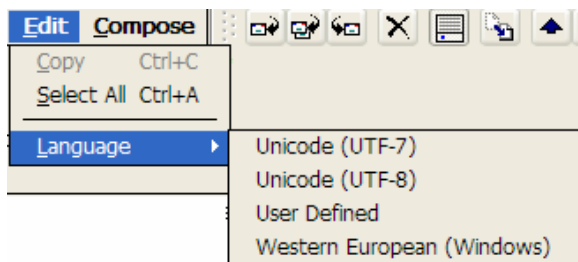 Edit Compose
Copy Ctrl+C
Select All Ctrl+A
Language
Unicode (UTF-7)
Unicode (UTF-8)
User Defined
Western European (Windows)